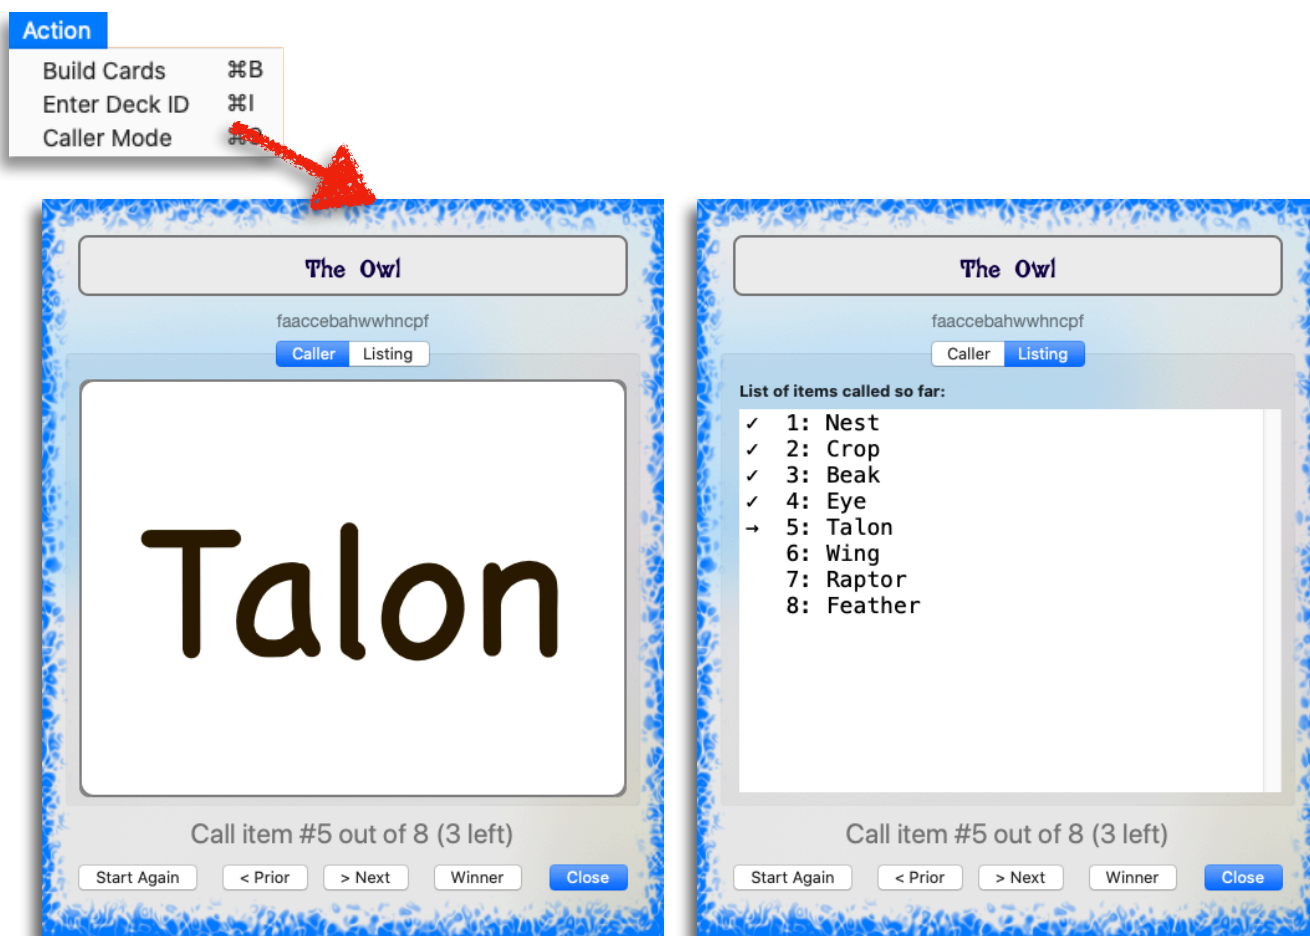 Action
Build Cards ⌘B
Enter Deck ID ⌘I
Caller Mode
The Owl
faaccebahwwhncpf
Caller Listing
Talon
Call item #5 out of 8 (3 left)
Start Again < Prior > Next Winner Close
The Owl
faaccebahwwhncpf
Caller Listing
List of items called so far:
✓ 1: Nest
✓ 2: Crop
✓ 3: Beak
✓ 4: Eye
→ 5: Talon
6: Wing
7: Raptor
8: Feather
Call item #5 out of 8 (3 left)
Start Again < Prior > Next Winner Close